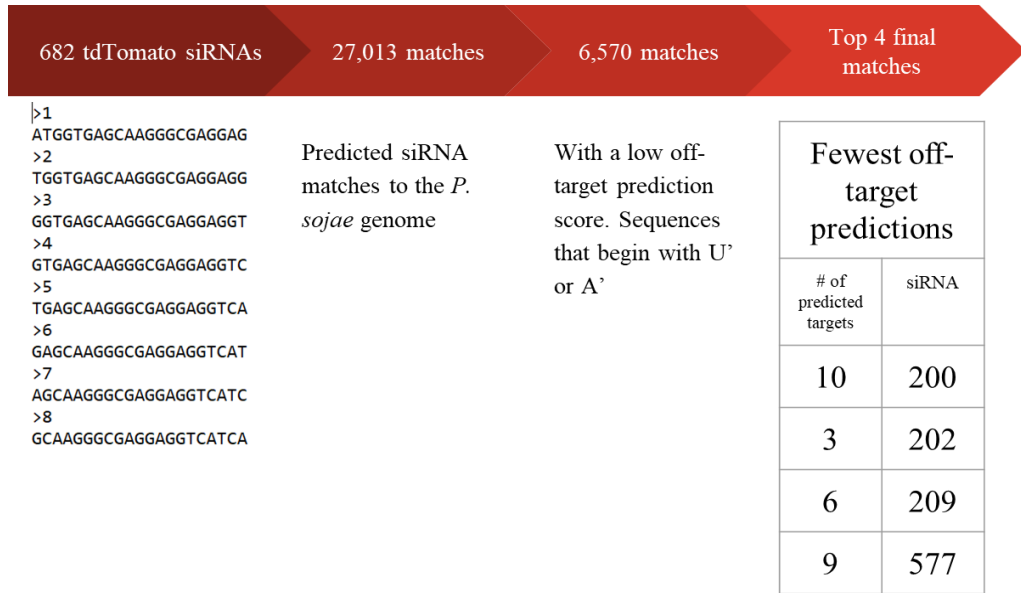 682 tdTomato siRNAs
27,013 matches
6,570 matches
Top 4 final
matches
>1
ATGGTGAGCAAGGGCGAGGAG
>2
TGGTGAGCAAGGGCGAGGAGG
>3
GGTGAGCAAGGGCGAGGAGGT
>4
GTGAGCAAGGGCGAGGAGGTC
>5
TGAGCAAGGGCGAGGAGGTCA
>6
GAGCAAGGGCGAGGAGGTCAT
>7
AGCAAGGGCGAGGAGGTCATC
>8
GCAAGGGCGAGGAGGTCATCA
Predicted siRNA
matches to the P.
sojae genome
With a low off-
target prediction
score. Sequences
that begin with U’
or A’
Fewest off-
target
predictions
# of
predicted
targets
siRNA
10 200
3 202
6 209
9 577